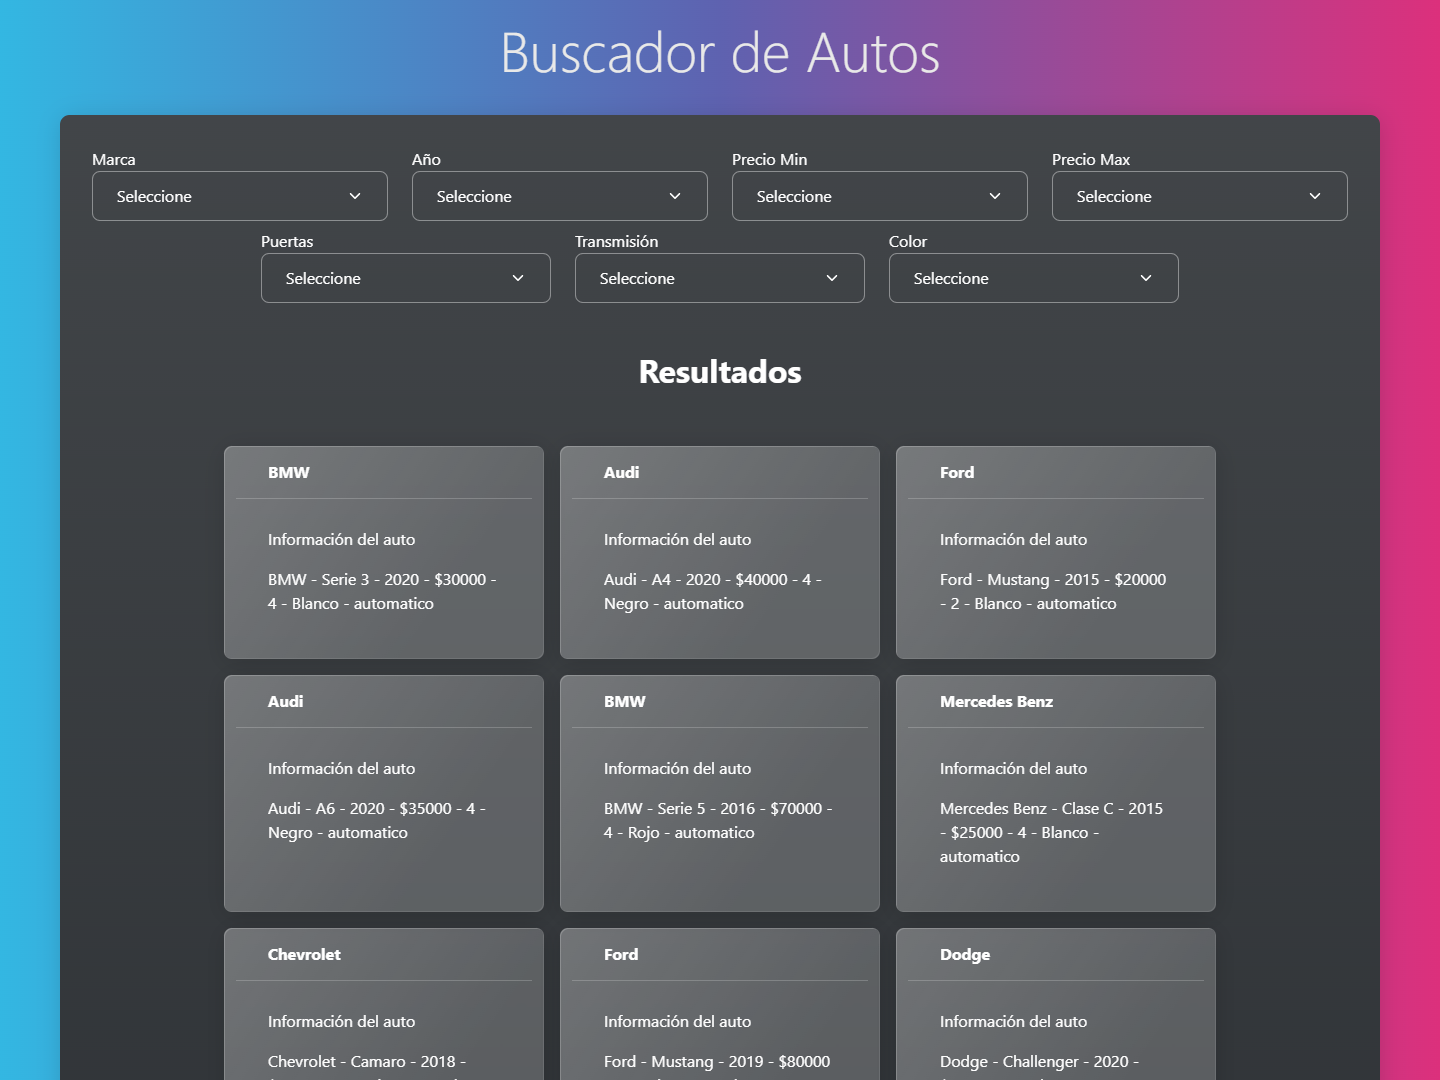 Buscador de Autos
Marca
Año
Precio Min
Precio Max
Seleccione
Seleccione
Seleccione
Seleccione
Puertas
Transmisión
Color
Seleccione
Seleccione
Seleccione
Resultados
BMW
Información del auto
BMW - Serie 3 - 2020 - $30000 -
4 - Blanco - automatico
Audi
Información del auto
Audi - A4 - 2020 - $40000 - 4 -
Negro - automatico
Ford
Información del auto
Ford - Mustang - 2015 - $20000
- 2 - Blanco - automatico
Audi
Información del auto
Audi - A6 - 2020 - $35000 - 4 -
Negro - automatico
BMW
Información del auto
BMW - Serie 5 - 2016 - $70000 -
4 - Rojo - automatico
Mercedes Benz
Información del auto
Mercedes Benz - Clase C - 2015
- $25000 - 4 - Blanco -
automatico
Chevrolet
Información del auto
Chevrolet - Camaro - 2018 -
Ford
Información del auto
Ford - Mustang - 2019 - $80000
Dodge
Información del auto
Dodge - Challenger - 2020 -